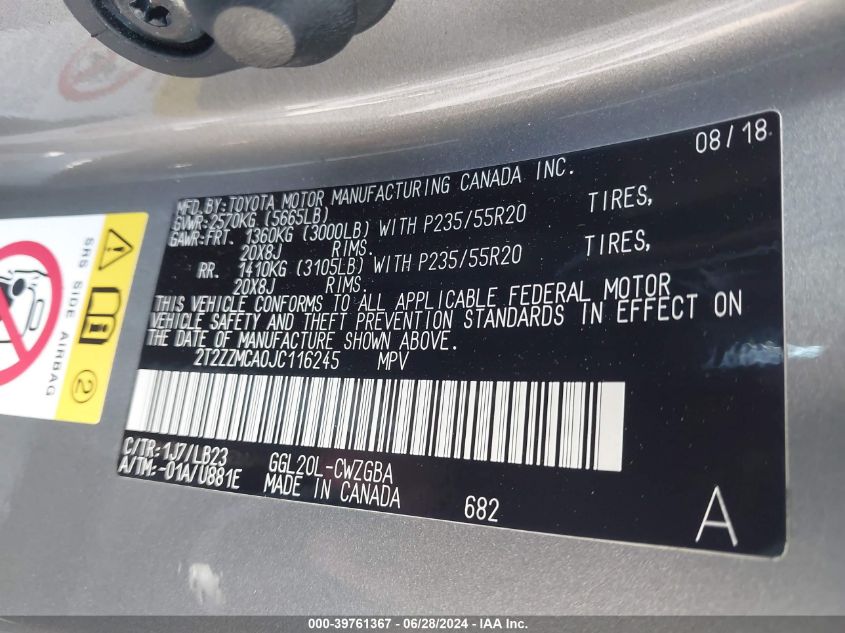 08/18
MFD. BY: TOYOTA MOTOR MANUFACTURING CANADA INC.
GVWR: 2570KG (5665LB)
GAWR: FRT. 1360KG (3000LB) WITH P235/55R20 TIRES,
20X8J RIMS.
RR. 1410KG (3105LB) WITH P235/55R20 TIRES,
20X8J RIMS.
THIS VEHICLE CONFORMS TO ALL APPLICABLE FEDERAL MOTOR
VEHICLE SAFETY AND THEFT PREVENTION STANDARDS IN EFFECT ON
THE DATE OF MANUFACTURE SHOWN ABOVE.
2T2ZZMCA0JC116245 MPV
C/TR: 1J7/LB23 GGL20L-CWZGBA
A/TM: -01A/U881E MADE IN CANADA
682
A
SRS SIDE AIRBAG
2
000-39761367 - 06/28/2024 - IAA Inc.